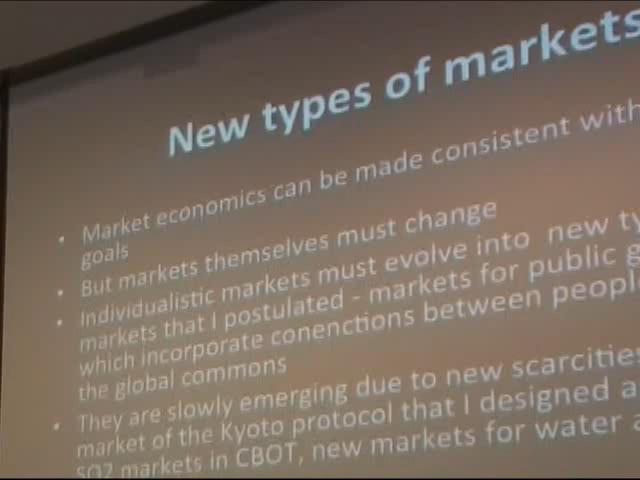 New types of markets
• Market economics can be made consistent with
goals
• But markets themselves must change
• Individualistic markets must evolve into new ty
markets that I postulated - markets for public g
which incorporate conenctions between people
the global commons
• They are slowly emerging due to new scarcities
market of the Kyoto protocol that I designed a
SO2 markets in CBOT, new markets for water a